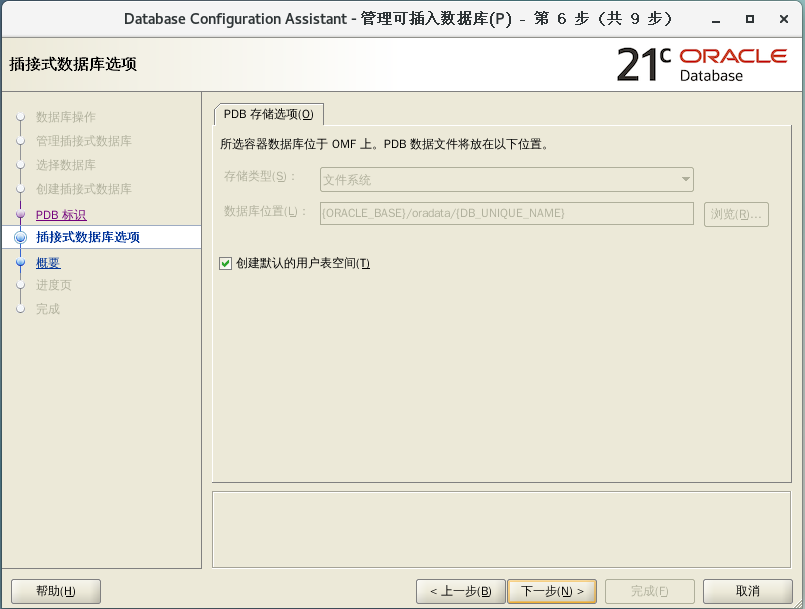 Database Configuration Assistant - 管理可插入数据库(P) - 第 6 步 (共 9 步)
插接式数据库选项
21c ORACLE
Database
数据库操作
管理插接式数据库
选择数据库
创建插接式数据库
PDB 标识
插接式数据库选项
概要
进度页
完成
PDB 存储选项(O)
所选容器数据库位于 OMF 上。PDB 数据文件将放在以下位置。
存储类型(S)：
文件系统
数据库位置(L)：
{ORACLE_BASE}/oradata/{DB_UNIQUE_NAME}
浏览(R)...
创建默认的用户表空间(T)
帮助(H)
< 上一步(B)
下一步(N) >
完成(F)
取消